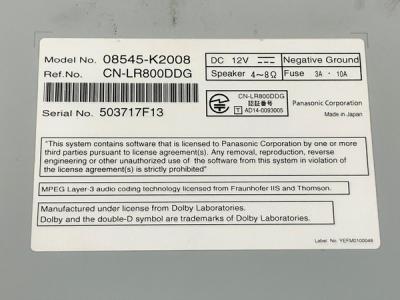 Model No. 08545-K2008
Ref.No. CN-LR800DDG
Serial No. 503717F13
DC 12V Negative Ground
Speaker 4~8Ω Fuse 3A · 10A
CN-LR800DDG
認証番号
T AD14-0093005
Panasonic Corporation
Made in Japan
"This system contains software that is licensed to Panasonic Corporation by one or more
third parties pursuant to license agreement(s). Any removal, reproduction, reverse
engineering or other unauthorized use of the software from this system in violation of
the license agreement(s) is strictly prohibited"
MPEG Layer-3 audio coding technology licensed from Fraunhofer IIS and Thomson.
Manufactured under license from Dolby Laboratories.
Dolby and the double-D symbol are trademarks of Dolby Laboratories.
Label No. YEFM0100046